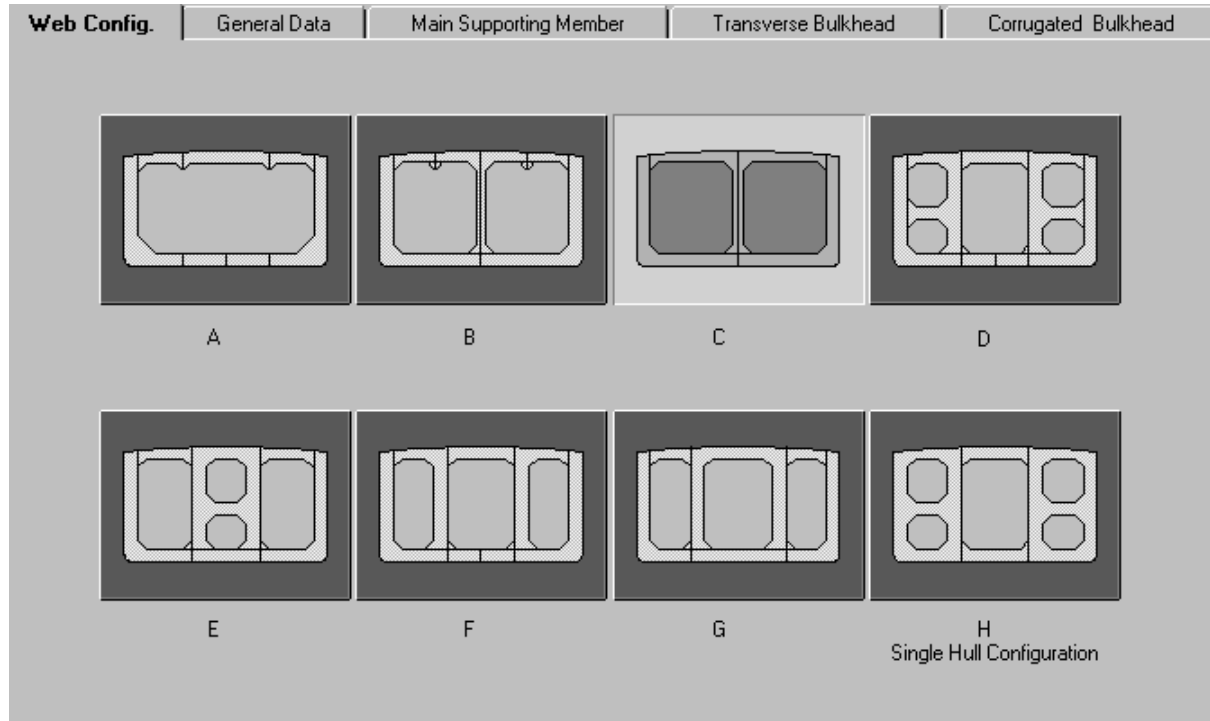 Web Config. General Data Main Supporting Member Transverse Bulkhead Corrugated Bulkhead
A B C D
E F G H
Single Hull Configuration